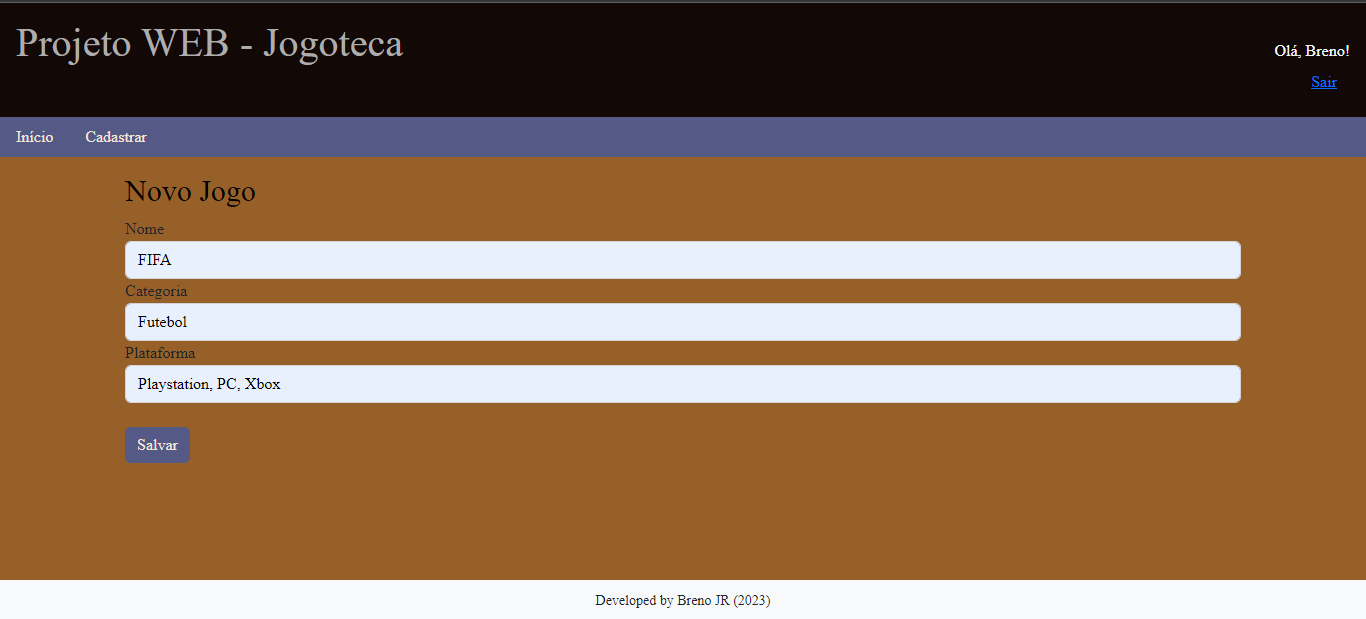 Projeto WEB - Jogoteca
Olá, Breno!
Sair
Início Cadastrar
Novo Jogo
Nome
FIFA
Categoria
Futebol
Plataforma
Playstation, PC, Xbox
Salvar
Developed by Breno JR (2023)